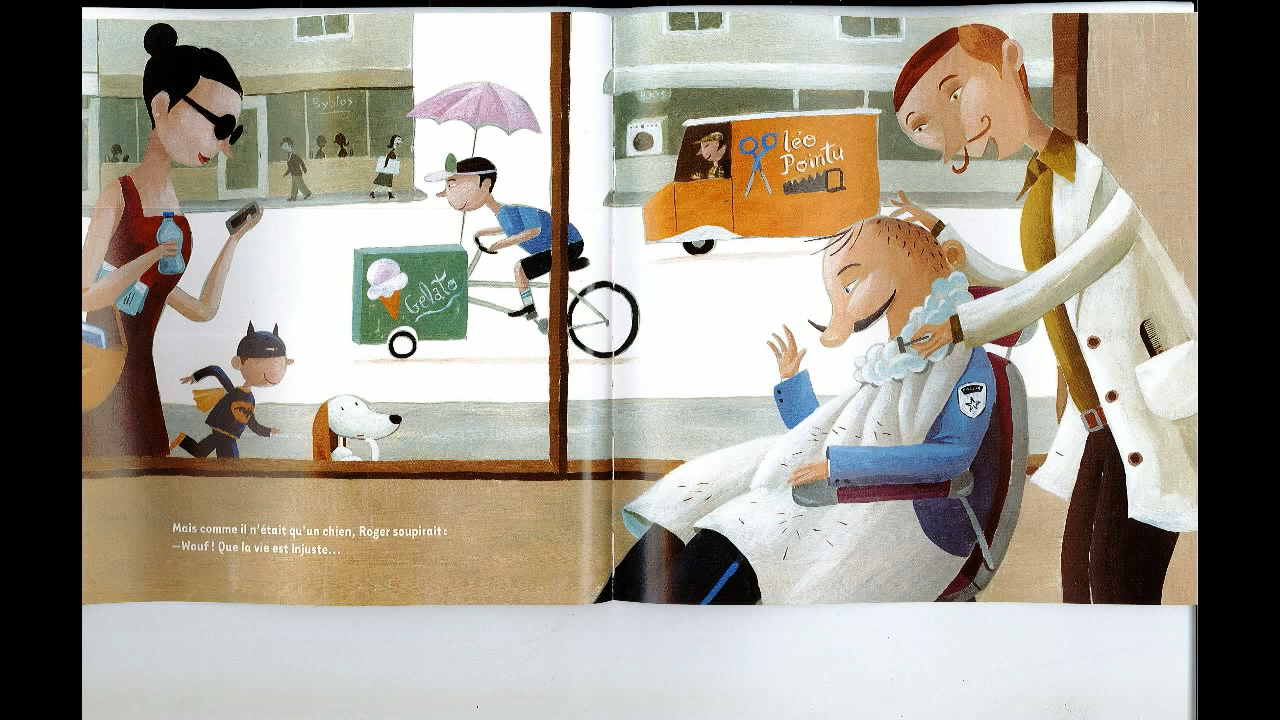 Byblos
Gelato
léo
Pointu
Mais comme il n'était qu'un chien, Roger soupirait :
—Wouf ! Que la vie est injuste...